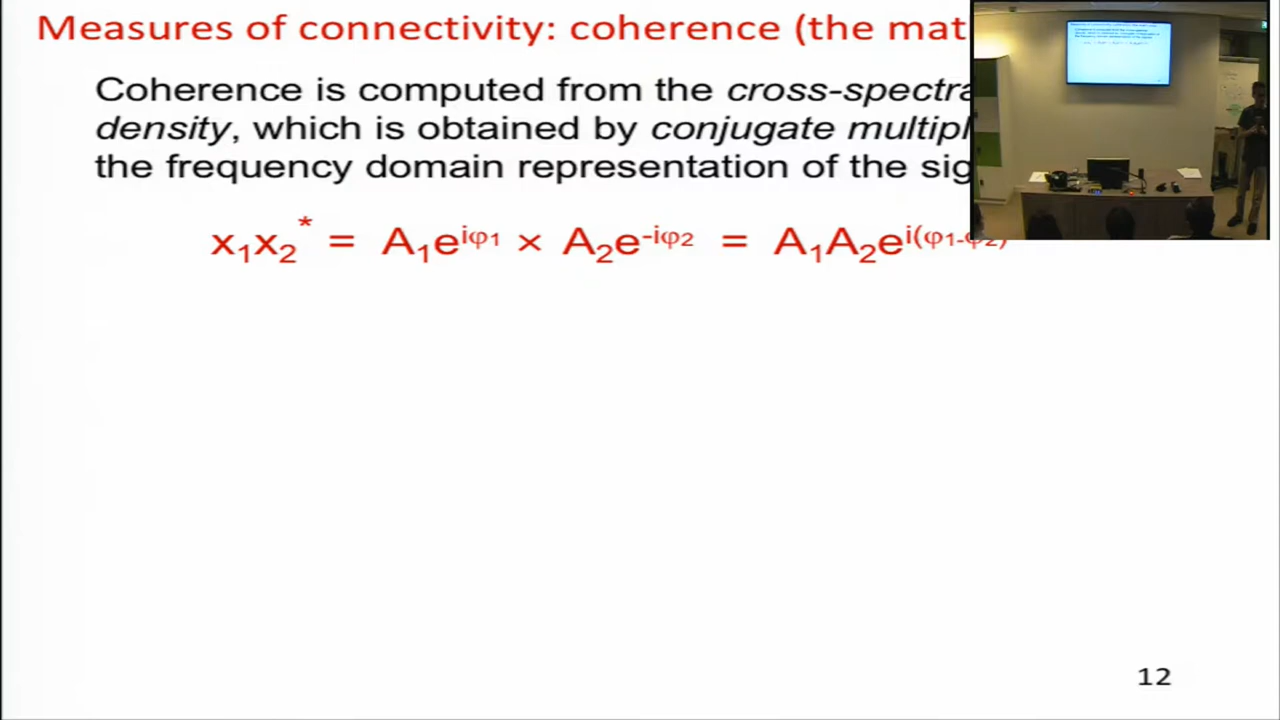 Measures of connectivity: coherence (the mat
Coherence is computed from the cross-spectra
density, which is obtained by conjugate multipl
the frequency domain representation of the sig
x₁x₂* = A₁e^iφ1 × A₂e^-iφ2 = A₁A₂e^i(φ1-φ2)
12